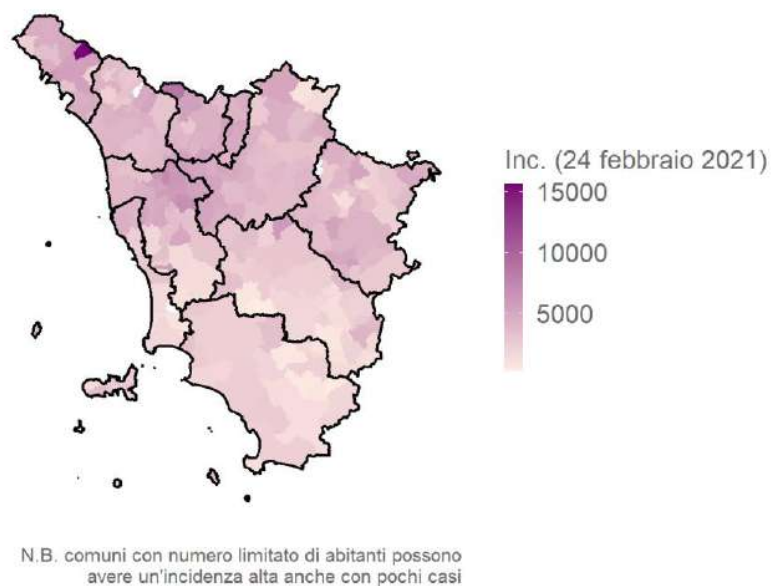 Inc. (24 febbraio 2021)
15000
10000
5000
N.B. comuni con numero limitato di abitanti possono
avere un'incidenza alta anche con pochi casi